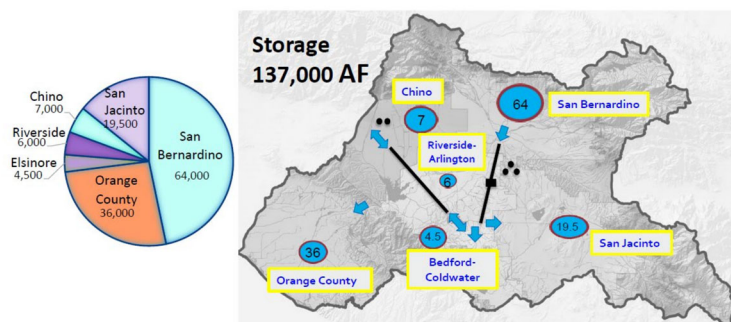 Chino
7,000
San
Jacinto
19,500
Riverside
6,000
Elsinore
4,500
Orange
County
36,000
San
Bernardino
64,000
Storage
137,000 AF
Chino
7
64
San Bernardino
Riverside-
Arlington
6
4.5
19.5
San Jacinto
36
Orange County
Bedford-
Coldwater